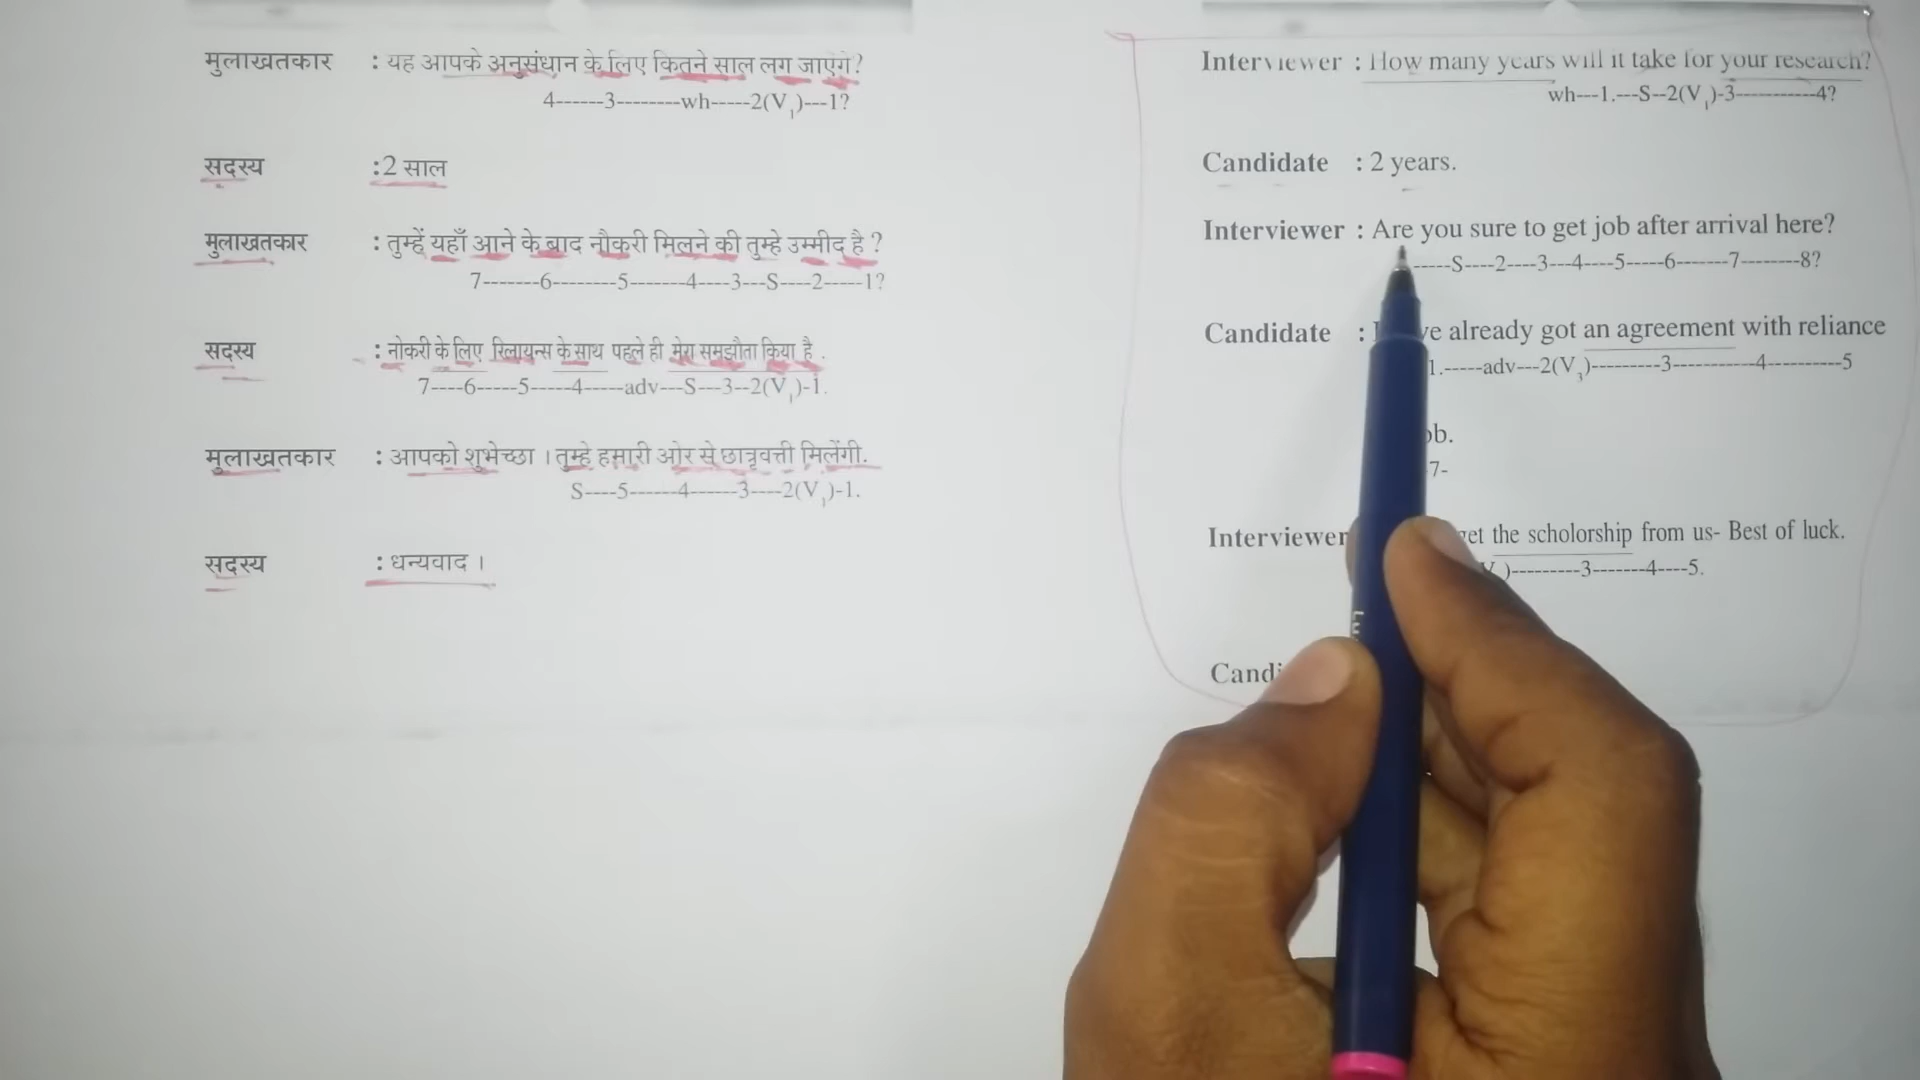 मुलाखतकार : यह आपके अनुसंधान के लिए कितने साल लग जाएंगे?
4------3--------wh-----2(V1)---1?
सदस्य :2 साल
मुलाखतकार : तुम्हें यहाँ आने के बाद नौकरी मिलने की तुम्हे उम्मीद है ?
7-------6--------5-------4----3---S----2-----1?
सदस्य : नोकरी के लिए रिलायन्स के साथ पहले ही मेरा समझौता किया है .
7----6-----5-----4-----adv---S---3--2(V1)-1.
मुलाखतकार : आपको शुभेच्छा । तुम्हे हमारी ओर से छात्रृवत्ती मिलेंगी.
S----5------4------3----2(V1)-1.
सदस्य : धन्यवाद ।
Interviewer : How many years will it take for your research?
wh---1.---S--2(V1)-3-----------4?
Candidate : 2 years.
Interviewer : Are you sure to get job after arrival here?
-----S----2----3---4----5-----6-------7--------8?
Candidate : already got an agreement with reliance
1.-----adv---2(V3)---------3-----------4----------5
7-
Interviewer the scholorship from us- Best of luck.
)---------3-------4----5.